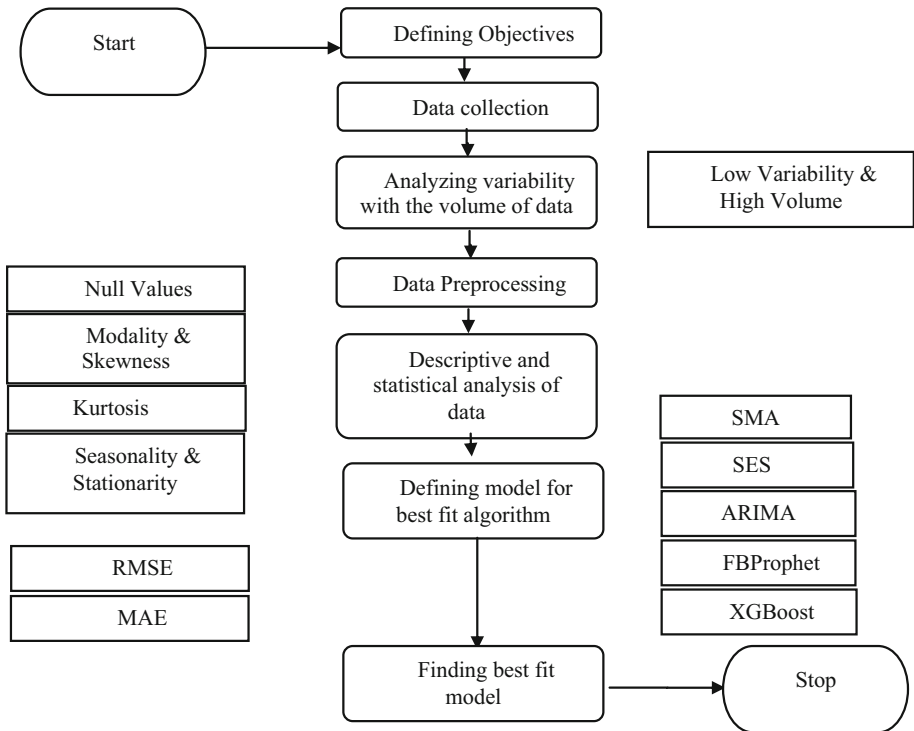 Start
Defining Objectives
Data collection
Analyzing variability
with the volume of data
Low Variability &
High Volume
Data Preprocessing
Null Values
Modality &
Skewness
Kurtosis
Seasonality &
Stationarity
Descriptive and
statistical analysis of
data
Defining model for
best fit algorithm
SMA
SES
ARIMA
FBProphet
XGBoost
RMSE
MAE
Finding best fit
model
Stop